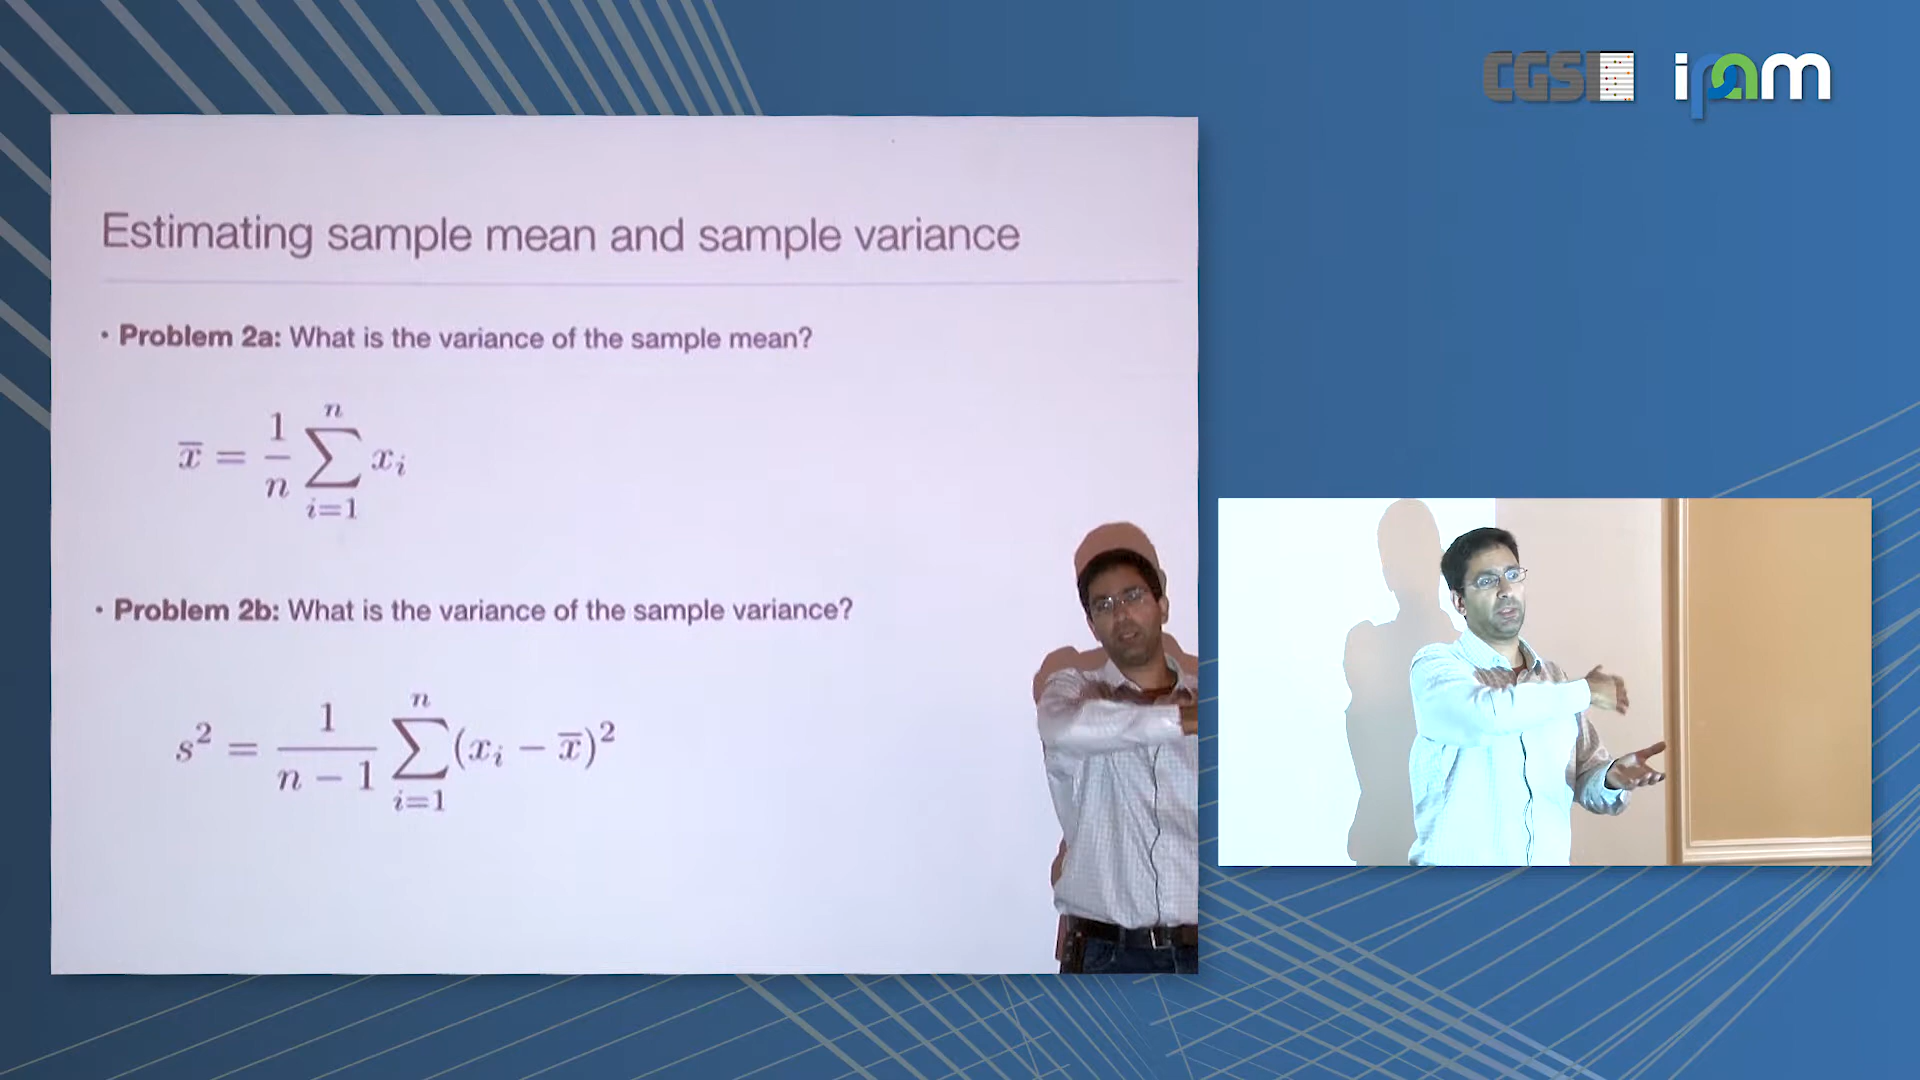 CGSI
ipam
Estimating sample mean and sample variance
• Problem 2a: What is the variance of the sample mean?
x̄ = 1/n ∑_{i=1}^{n} x_i
• Problem 2b: What is the variance of the sample variance?
s² = 1/(n − 1) ∑_{i=1}^{n} (x_i − x̄)²